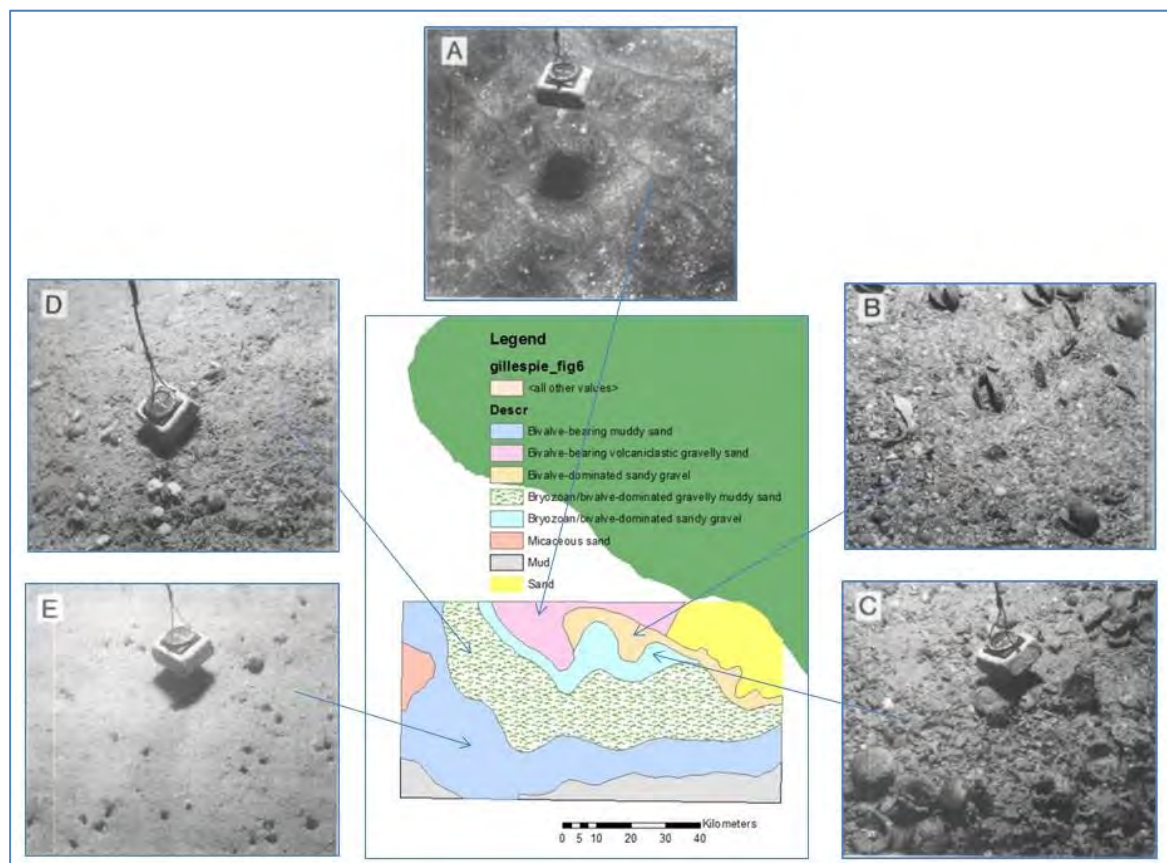 A
D
B
Legend
gillespie_fig6
<all other values>
Descr
Bivalve-bearing muddy sand
Bivalve-bearing volcaniclastic gravelly sand
Bivalve-dominated sandy gravel
Bryozoan/bivalve-dominated gravelly muddy sand
Bryozoan/bivalve-dominated sandy gravel
Micaceous sand
Mud
Sand
E
C
Kilometers
0 5 10 20 30 40